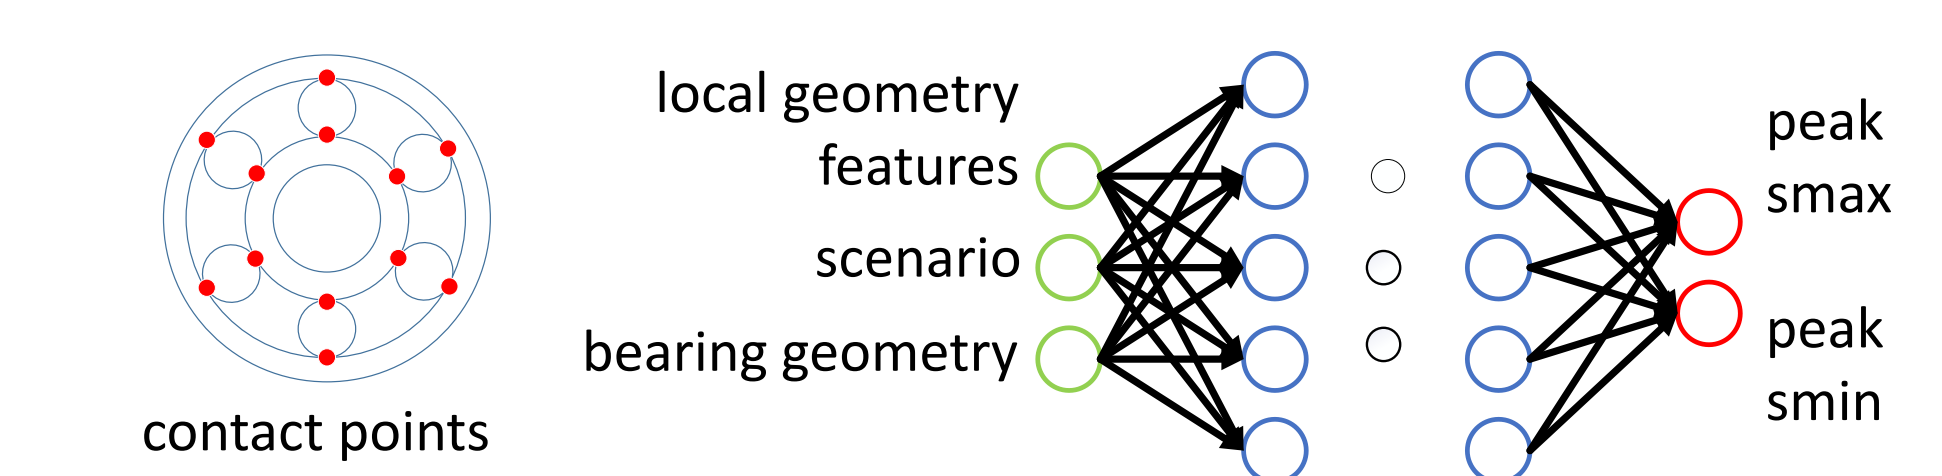 local geometry
features
scenario
bearing geometry
contact points
peak
smax
peak
smin